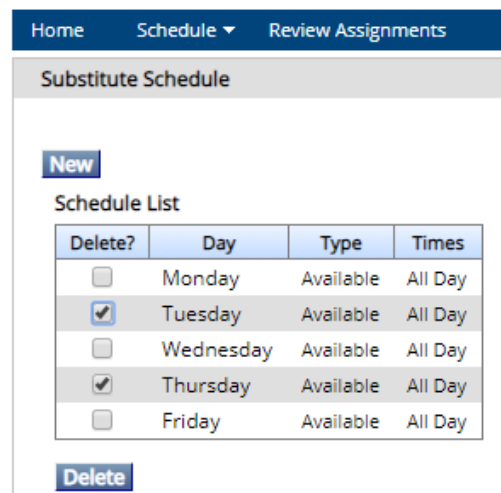 Home Schedule Review Assignments
Substitute Schedule
New
Schedule List
Delete? Day Type Times
Monday Available All Day
Tuesday Available All Day
Wednesday Available All Day
Thursday Available All Day
Friday Available All Day
Delete